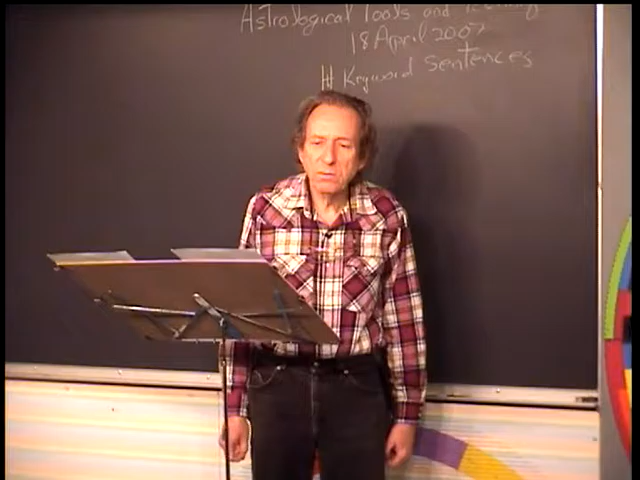 Astrological Tools and
18 April 2007
# Keyword Sentences